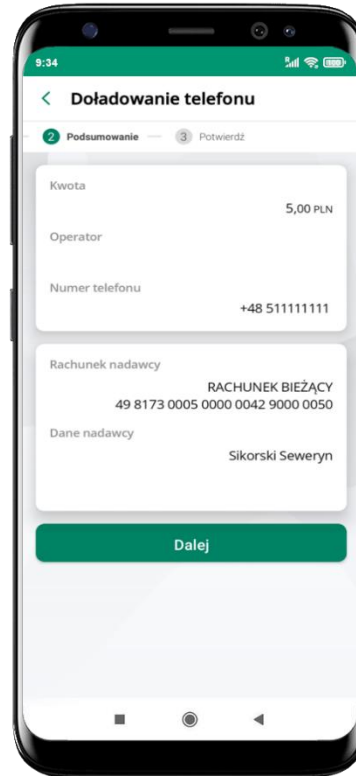 9:34
Doładowanie telefonu
2 Podsumowanie 3 Potwierdź
Kwota
5,00 PLN
Operator
Numer telefonu
+48 511111111
Rachunek nadawcy
RACHUNEK BIEŻĄCY
49 8173 0005 0000 0042 9000 0050
Dane nadawcy
Sikorski Seweryn
Dalej